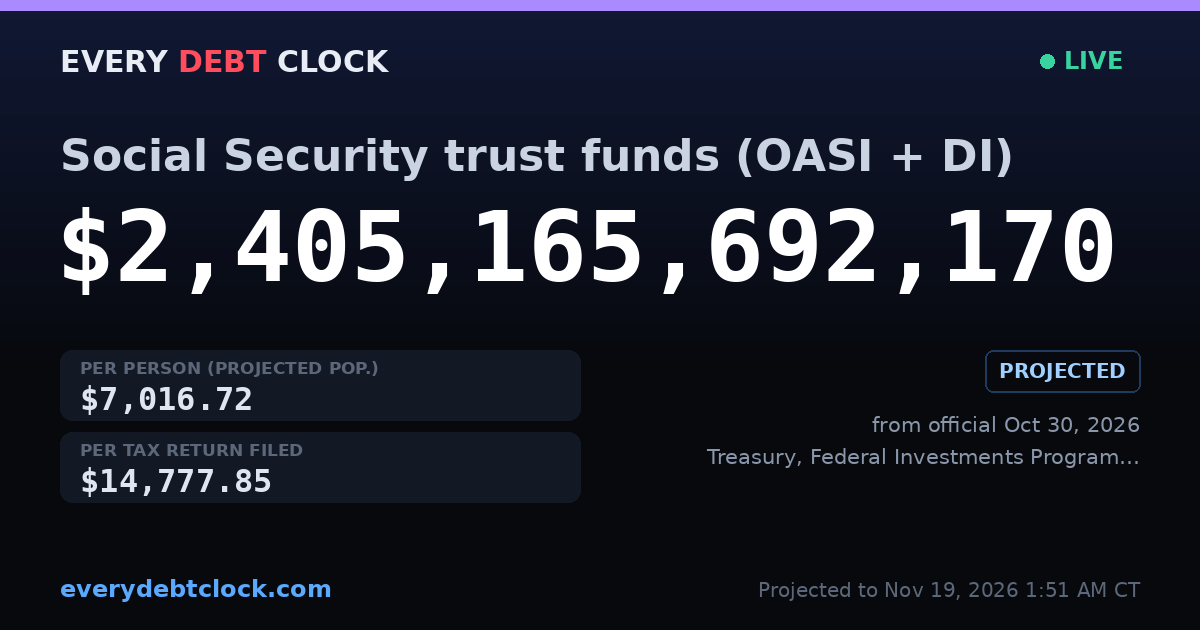 EVERY DEBT CLOCK
LIVE
Social Security trust funds (OASI + DI)
$2,405,165,692,170
PER PERSON (PROJECTED POP.)
$7,016.72
PER TAX RETURN FILED
$14,777.85
PROJECTED
from official Oct 30, 2026
Treasury, Federal Investments Program…
everydebtclock.com
Projected to Nov 19, 2026 1:51 AM CT